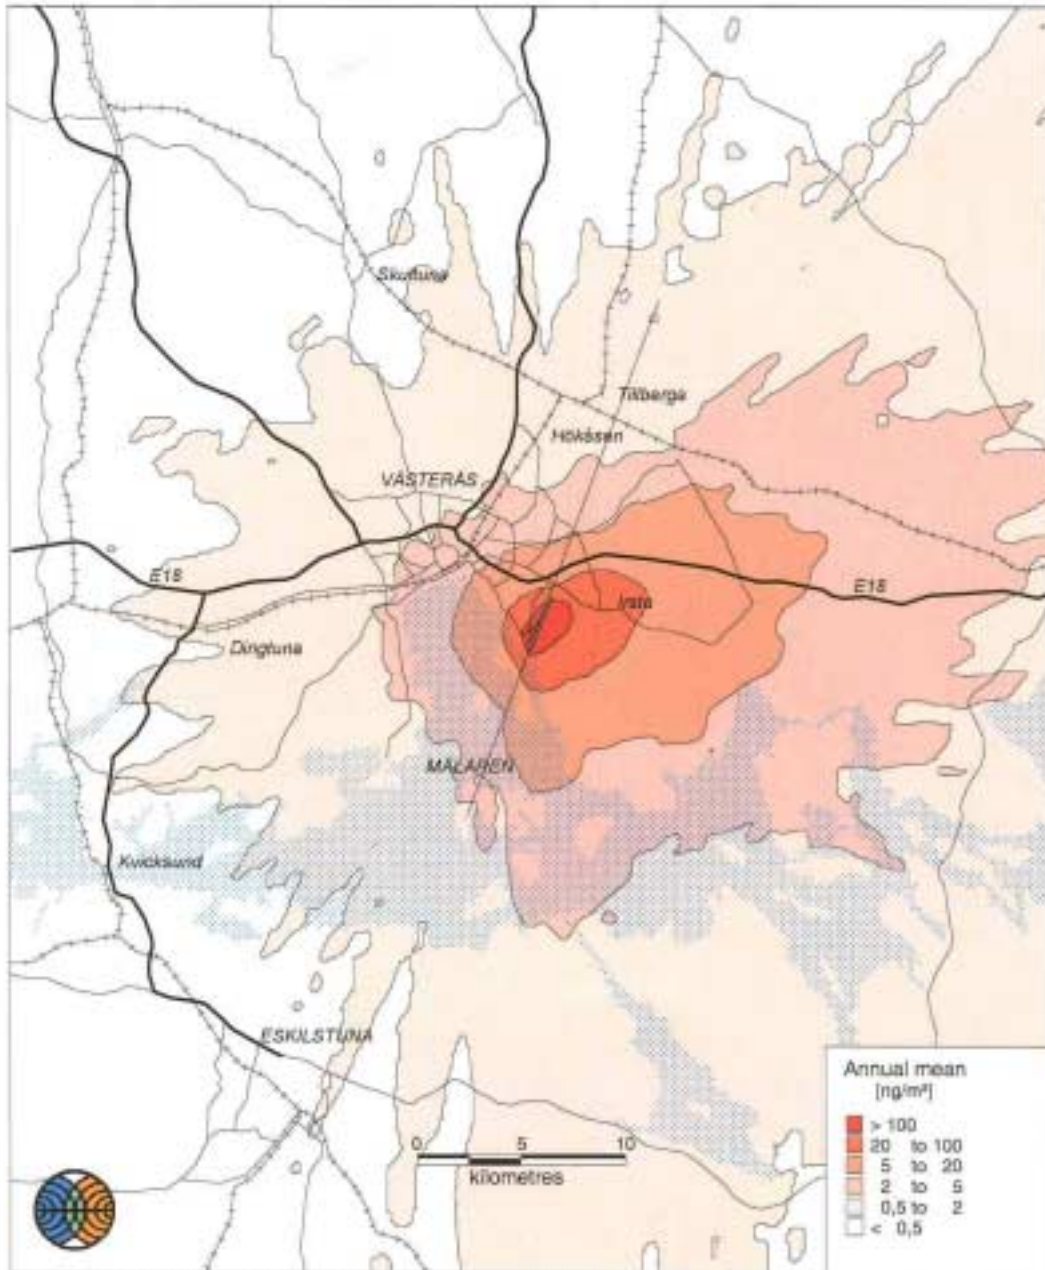 Skultuna
Tillberga
Hökåsen
VÄSTERÅS
E18
E18
Irsta
Dingtuna
MÄLAREN
Kvicksund
ESKILSTUNA
0 5 10
kilometres
Annual mean
[ng/m³]
> 100
20 to 100
5 to 20
2 to 5
0,5 to 2
< 0,5